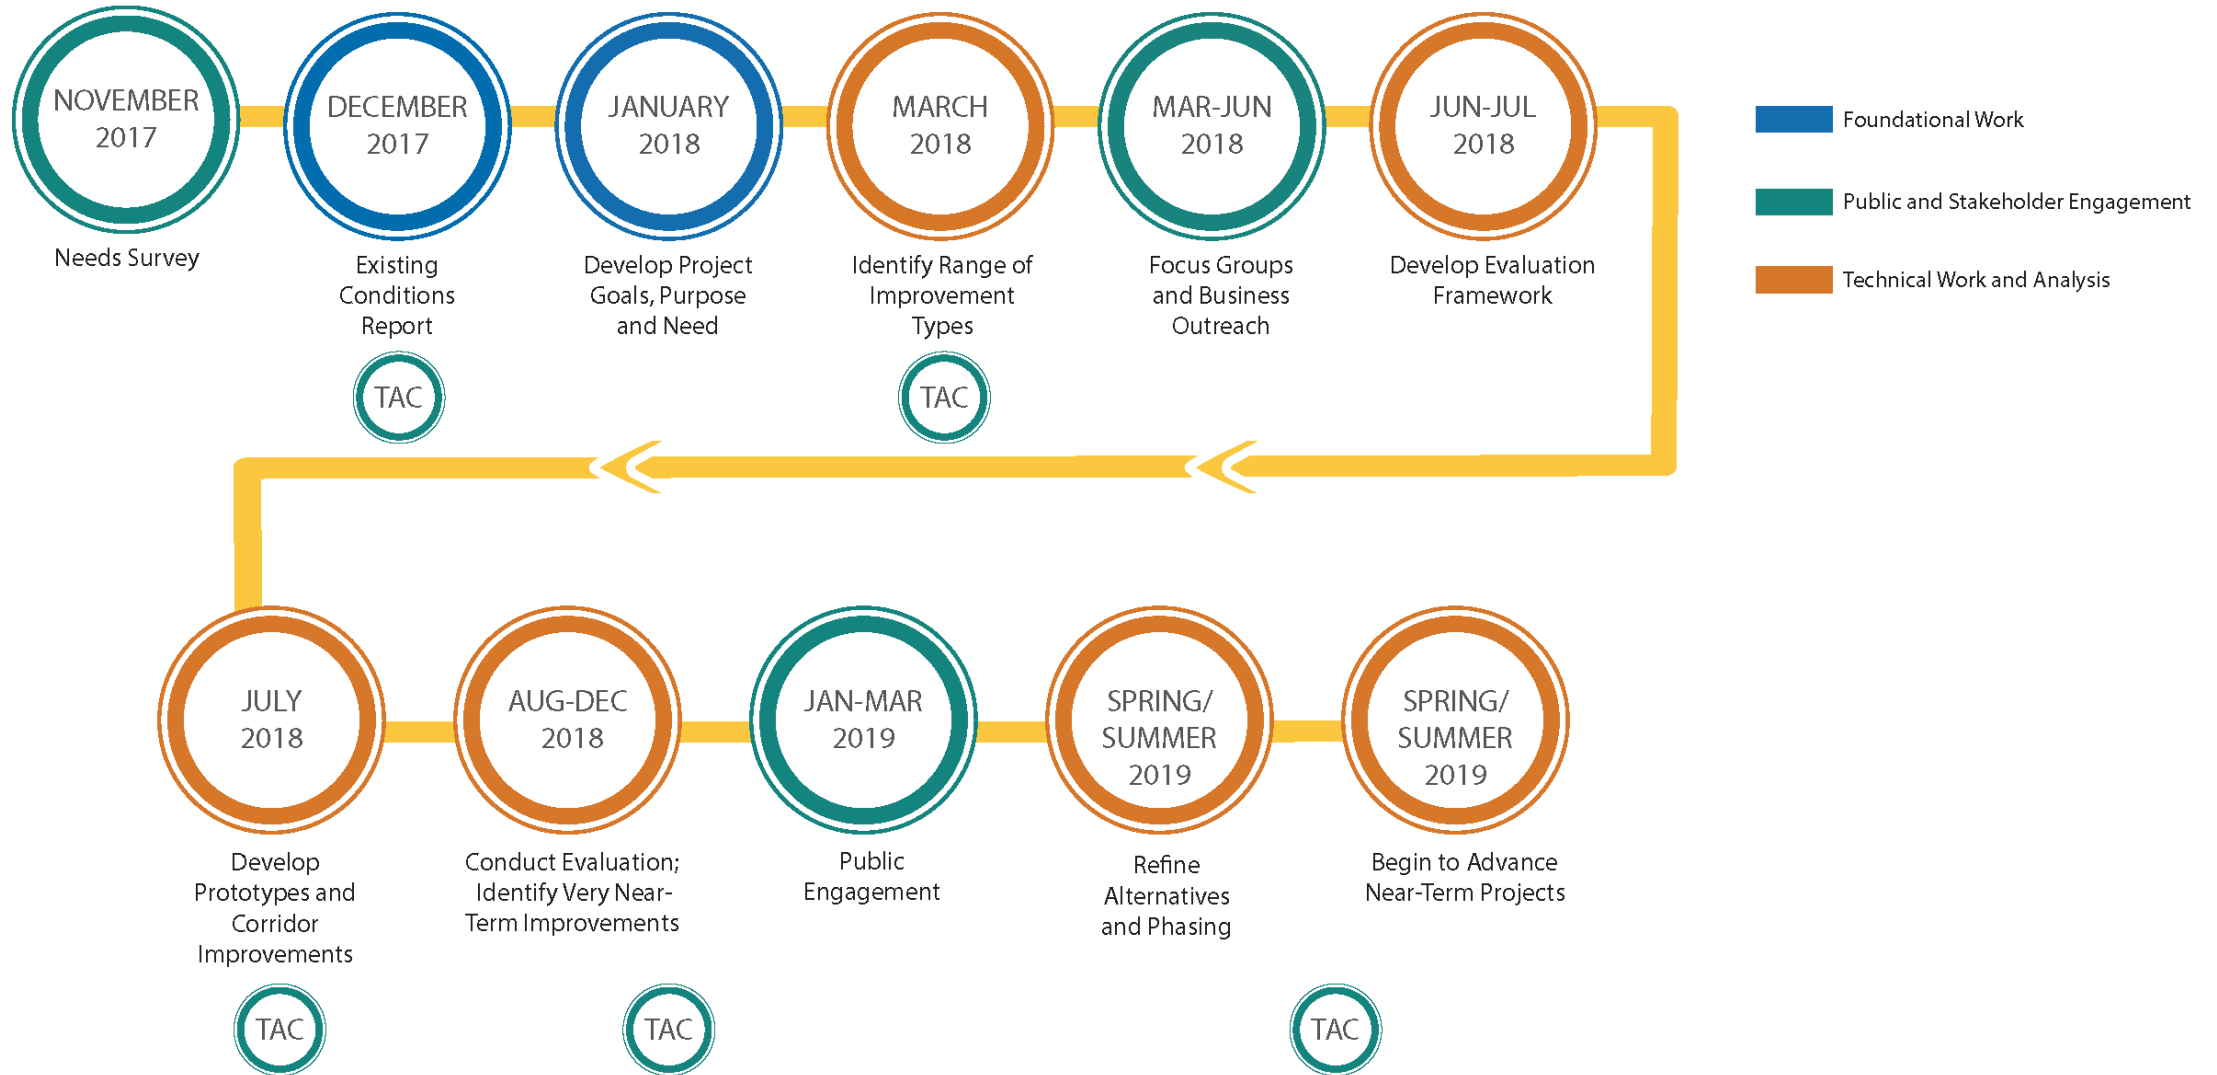 NOVEMBER
2017
Needs Survey
DECEMBER
2017
Existing
Conditions
Report
TAC
JANUARY
2018
Develop Project
Goals, Purpose
and Need
MARCH
2018
Identify Range of
Improvement
Types
TAC
MAR-JUN
2018
Focus Groups
and Business
Outreach
JUN-JUL
2018
Develop Evaluation
Framework
Foundational Work
Public and Stakeholder Engagement
Technical Work and Analysis
JULY
2018
Develop
Prototypes and
Corridor
Improvements
TAC
AUG-DEC
2018
Conduct Evaluation;
Identify Very Near-
Term Improvements
TAC
JAN-MAR
2019
Public
Engagement
SPRING/
SUMMER
2019
Refine
Alternatives
and Phasing
SPRING/
SUMMER
2019
Begin to Advance
Near-Term Projects
TAC